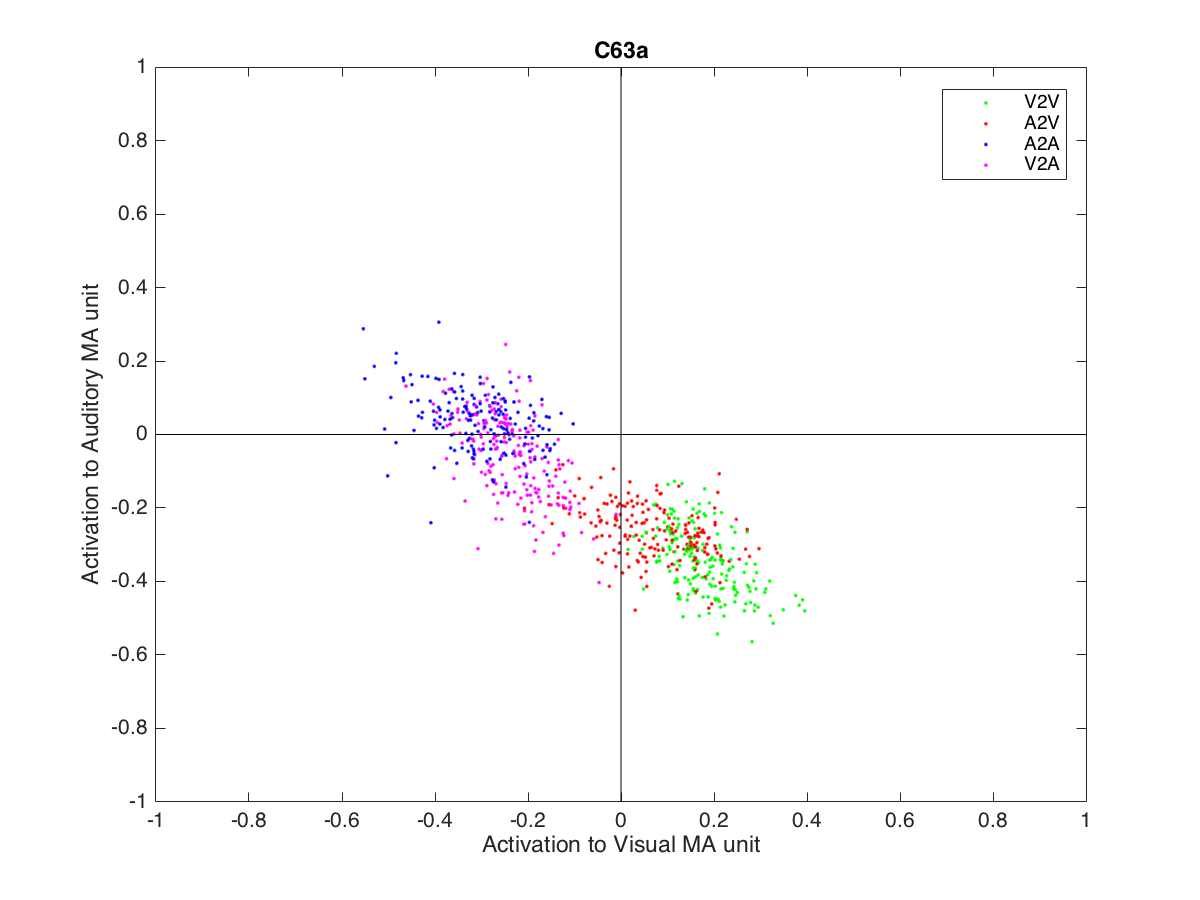 C63a
1
0.8
0.6
0.4
0.2
0
-0.2
-0.4
-0.6
-0.8
-1
Activation to Auditory MA unit
V2V
A2V
A2A
V2A
-1 -0.8 -0.6 -0.4 -0.2 0 0.2 0.4 0.6 0.8 1
Activation to Visual MA unit